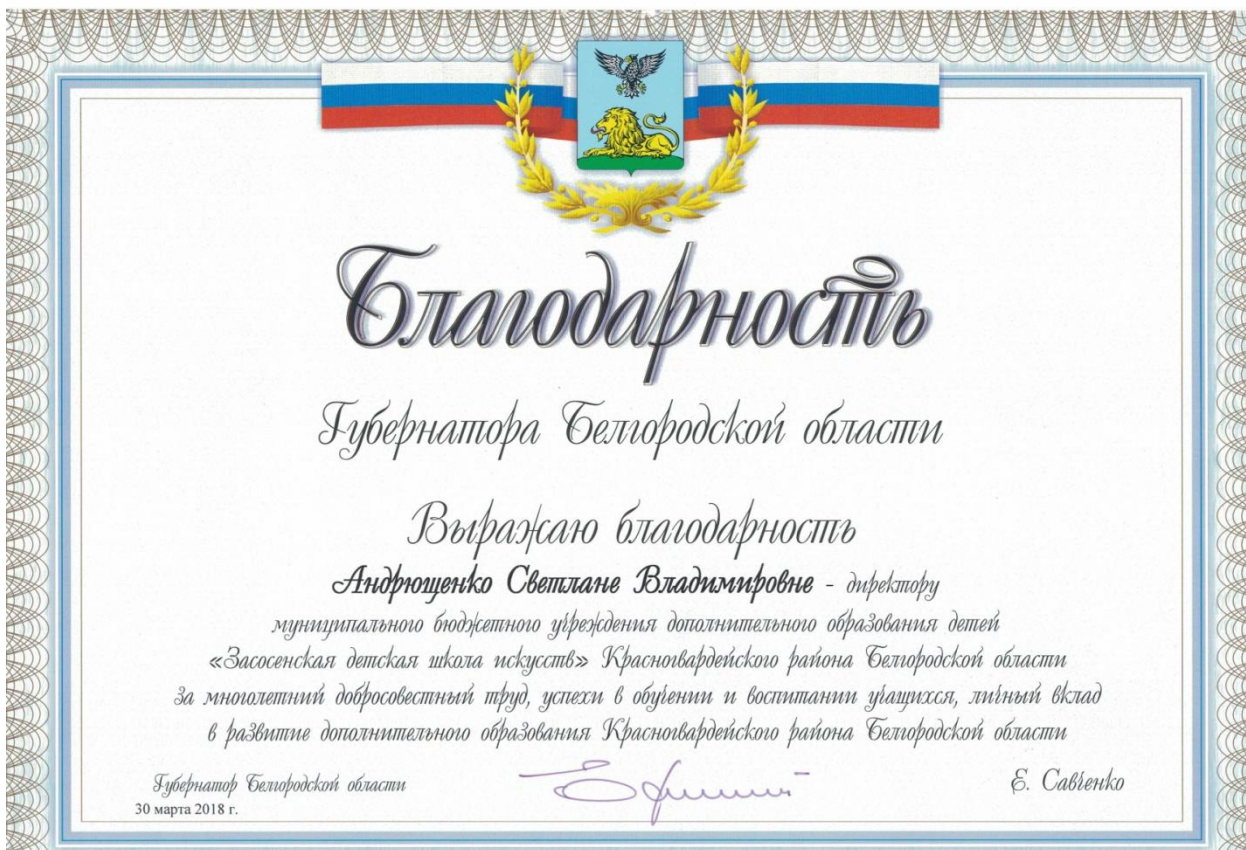 Благодарность
Губернатора Белгородской области
Выражаю благодарность
Андрющенко Светлане Владимировне - директору
муниципального бюджетного учреждения дополнительного образования детей
«Засосенская детская школа искусств» Красногвардейского района Белгородской области
за многолетний добросовестный труд, успехи в обучении и воспитании учащихся, личный вклад
в развитие дополнительного образования Красногвардейского района Белгородской области
Губернатор Белгородской области
Е. Савченко
30 марта 2018 г.